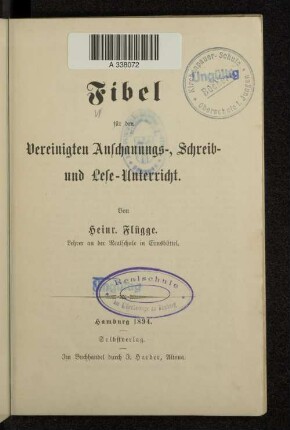 A 338072
Fibel
für den
Vereinigten Anschauungs-, Schreib-
und Lese-Unterricht.
Von
Heinr. Flügge.
Lehrer an der Realschule in Eimsbüttel.
Ungültig
Realschule
Hamburg 1894.
Selbstverlag.
Im Buchhandel durch J. Harder, Altona.